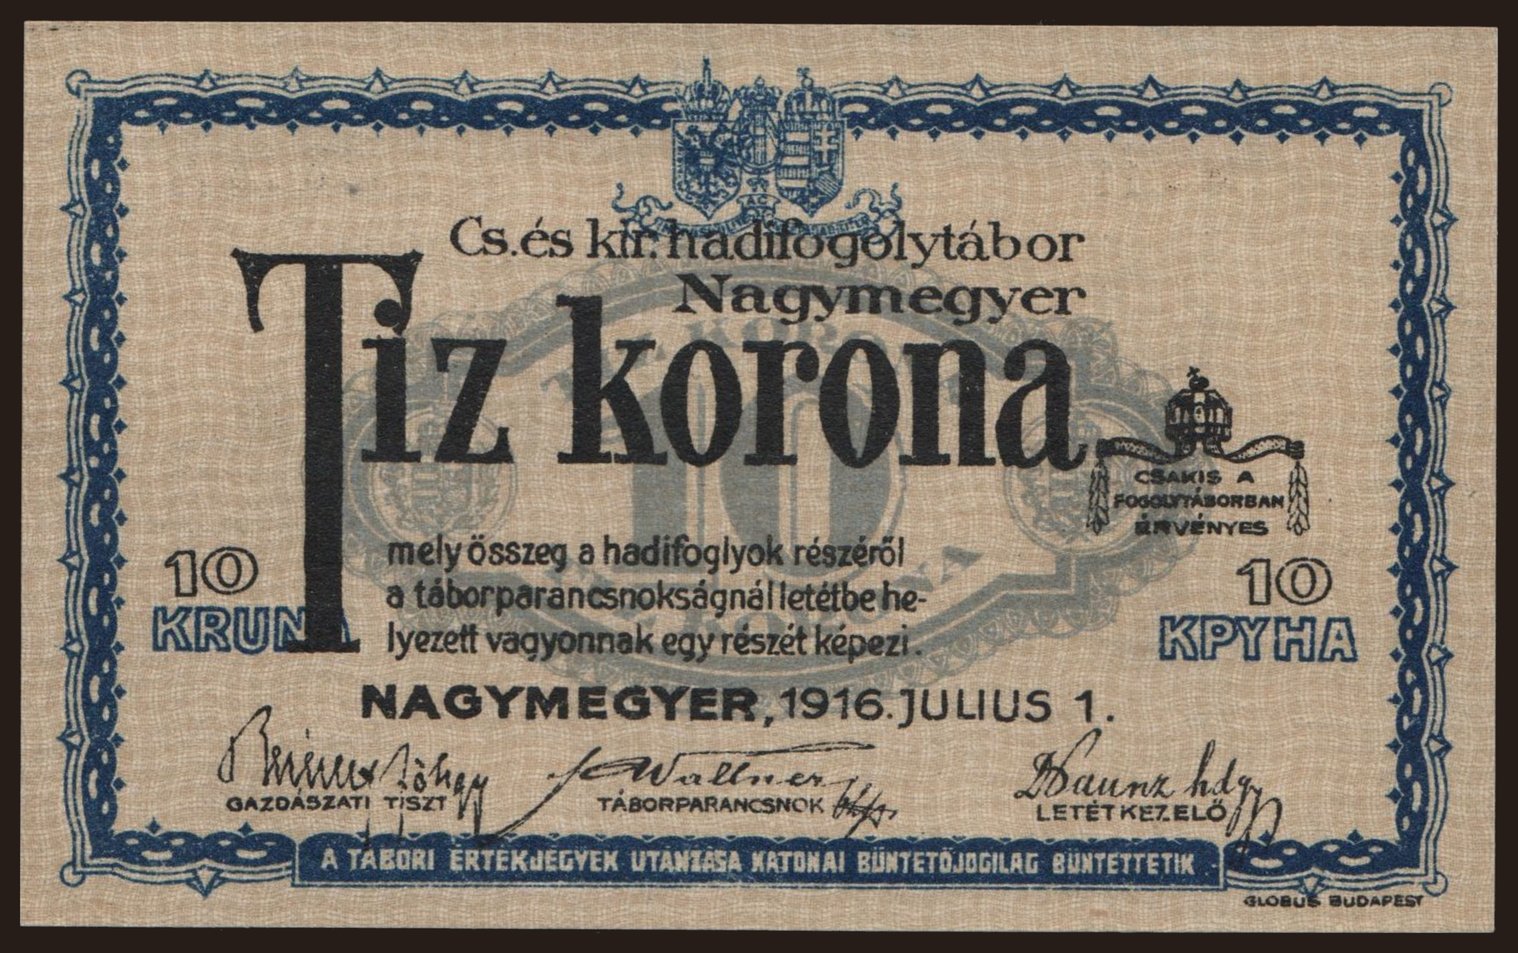 Cs. és kir. hadifogolytábor
Nagymegyer
Tiz korona
CSAKIS A
FOGOLYTÁBORBAN
ÉRVÉNYES
10
KRUNA
mely összeg a hadifoglyok részéről
a táborparancsnokságnál letétbe he-
lyezett vagyonnak egy részét képezi.
10
КРУНА
NAGYMEGYER, 1916. JULIUS 1.
GAZDÁSZATI TISZT
Wallner
TÁBORPARANCSNOK
LETÉTKEZELŐ
A TÁBORI ÉRTÉKJEGYEK UTÁNZÁSA KATONAI BÜNTETŐJOGILAG BÜNTETTETIK.
GLOBUS BUDAPEST
10